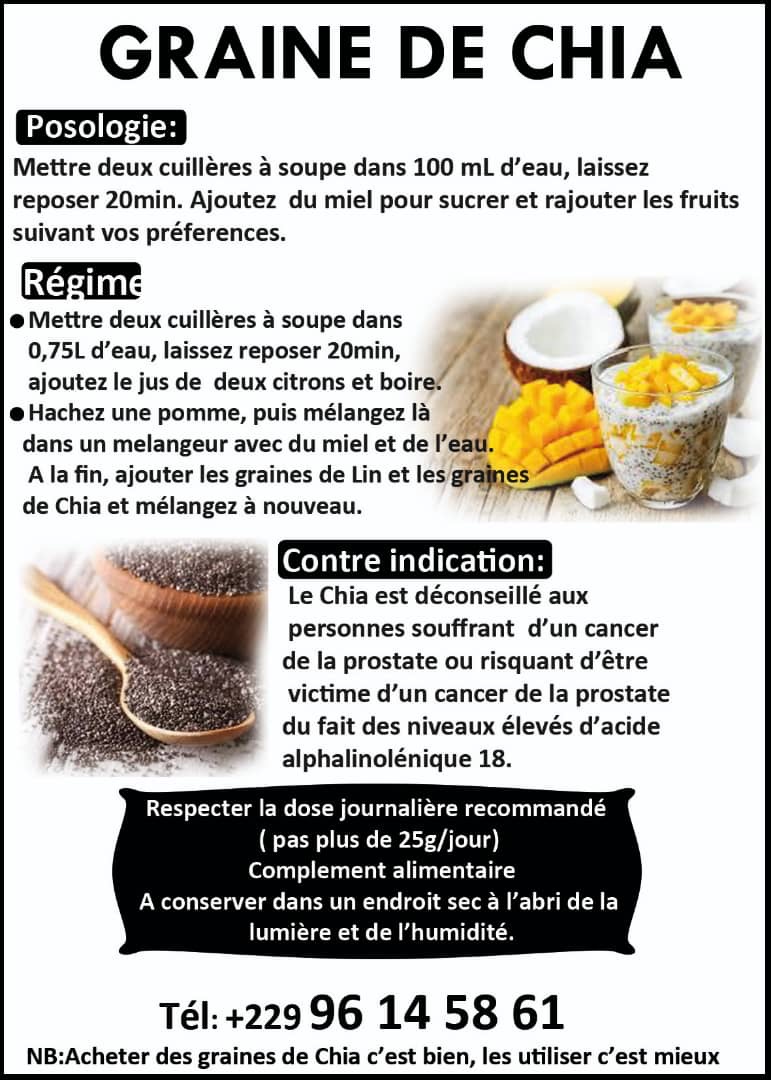 GRAINE DE CHIA
Posologie:
Mettre deux cuillères à soupe dans 100 mL d’eau, laissez
reposer 20min. Ajoutez du miel pour sucrer et rajouter les fruits
suivant vos préferences.
Régime
● Mettre deux cuillères à soupe dans
0,75L d’eau, laissez reposer 20min,
ajoutez le jus de deux citrons et boire.
● Hachez une pomme, puis mélangez là
dans un melangeur avec du miel et de l’eau.
A la fin, ajouter les graines de Lin et les graines
de Chia et mélangez à nouveau.
Contre indication:
Le Chia est déconseillé aux
personnes souffrant d’un cancer
de la prostate ou risquant d’être
victime d’un cancer de la prostate
du fait des niveaux élevés d’acide
alphalinolénique 18.
Respecter la dose journalière recommandé
( pas plus de 25g/jour)
Complement alimentaire
A conserver dans un endroit sec à l’abri de la
lumière et de l’humidité.
Tél: +229 96 14 58 61
NB:Acheter des graines de Chia c’est bien, les utiliser c’est mieux